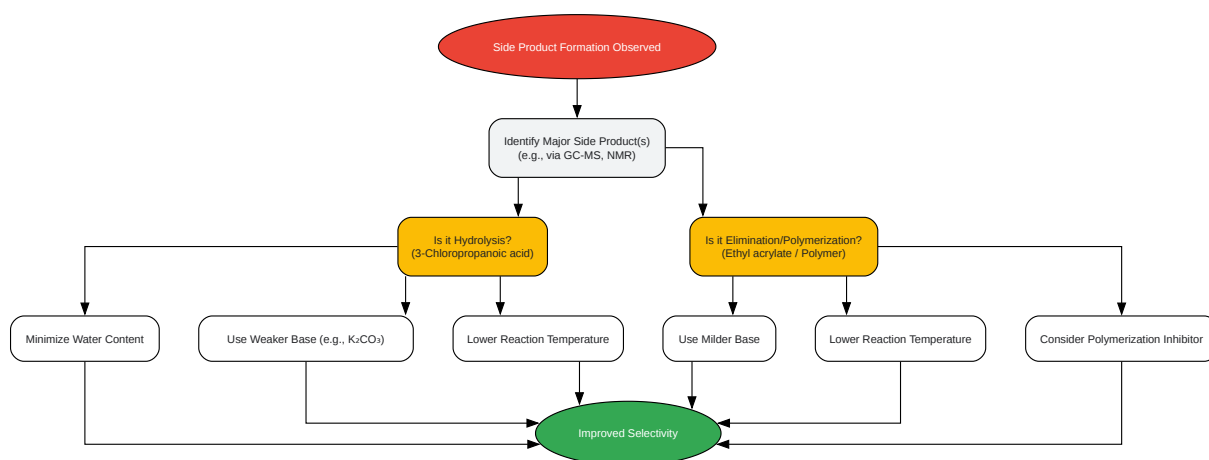 Side Product Formation Observed
Identify Major Side Product(s)
(e.g., via GC-MS, NMR)
Is it Hydrolysis?
(3-Chloropropanoic acid)
Is it Elimination/Polymerization?
(Ethyl acrylate / Polymer)
Minimize Water Content
Use Weaker Base (e.g., K₂CO₃)
Lower Reaction Temperature
Use Milder Base
Lower Reaction Temperature
Consider Polymerization Inhibitor
Improved Selectivity